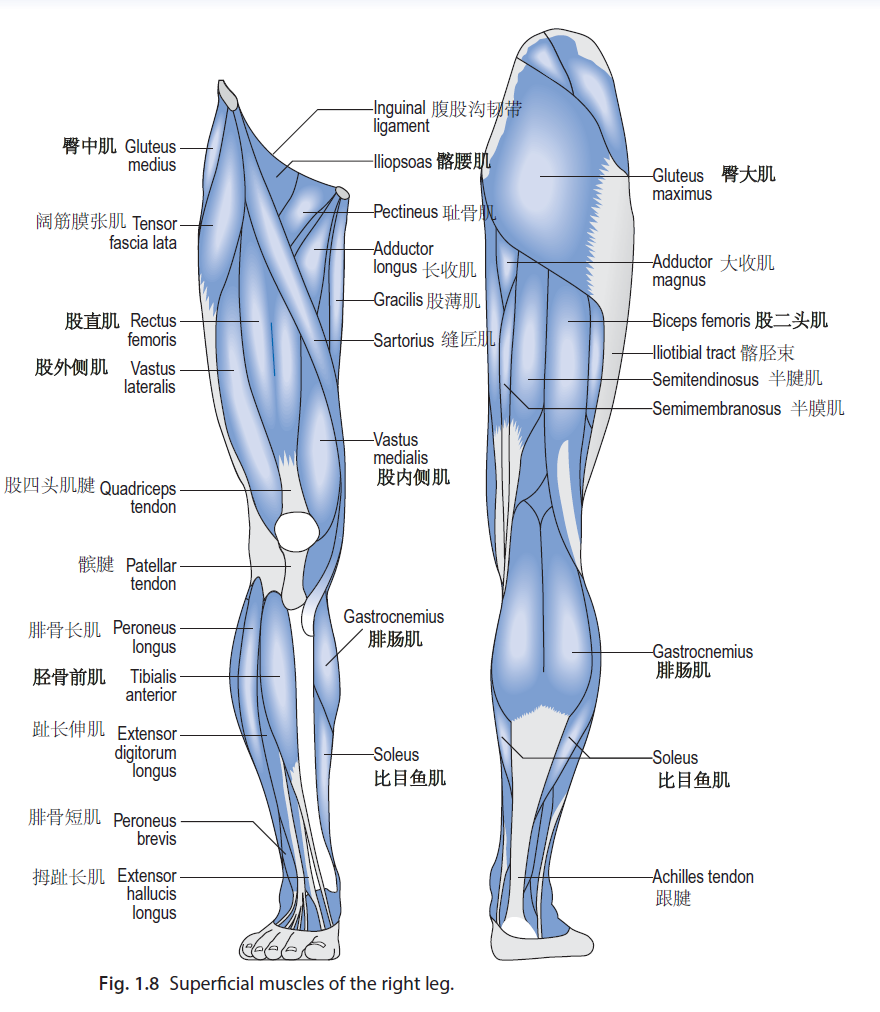 Inguinal 腹股沟韧带
ligament
臀中肌 Gluteus
medius
Iliopsoas 髂腰肌
Gluteus 臀大肌
maximus
阔筋膜张肌 Tensor
fascia lata
Pectineus 耻骨肌
Adductor
longus 长收肌
Adductor 大收肌
magnus
Gracilis 股薄肌
股直肌 Rectus
femoris
Sartorius 缝匠肌
Biceps femoris 股二头肌
Iliotibial tract 髂胫束
股外侧肌 Vastus
lateralis
Semitendinosus 半腱肌
Semimembranosus 半膜肌
Vastus
medialis
股内侧肌
股四头肌腱 Quadriceps
tendon
髌腱 Patellar
tendon
腓骨长肌 Peroneus
longus
Gastrocnemius
腓肠肌
Gastrocnemius
腓肠肌
胫骨前肌 Tibialis
anterior
趾长伸肌 Extensor
digitorum
longus
Soleus
比目鱼肌
Soleus
比目鱼肌
腓骨短肌 Peroneus
brevis
拇趾长肌 Extensor
hallucis
longus
Achilles tendon
跟腱
Fig. 1.8 Superficial muscles of the right leg.